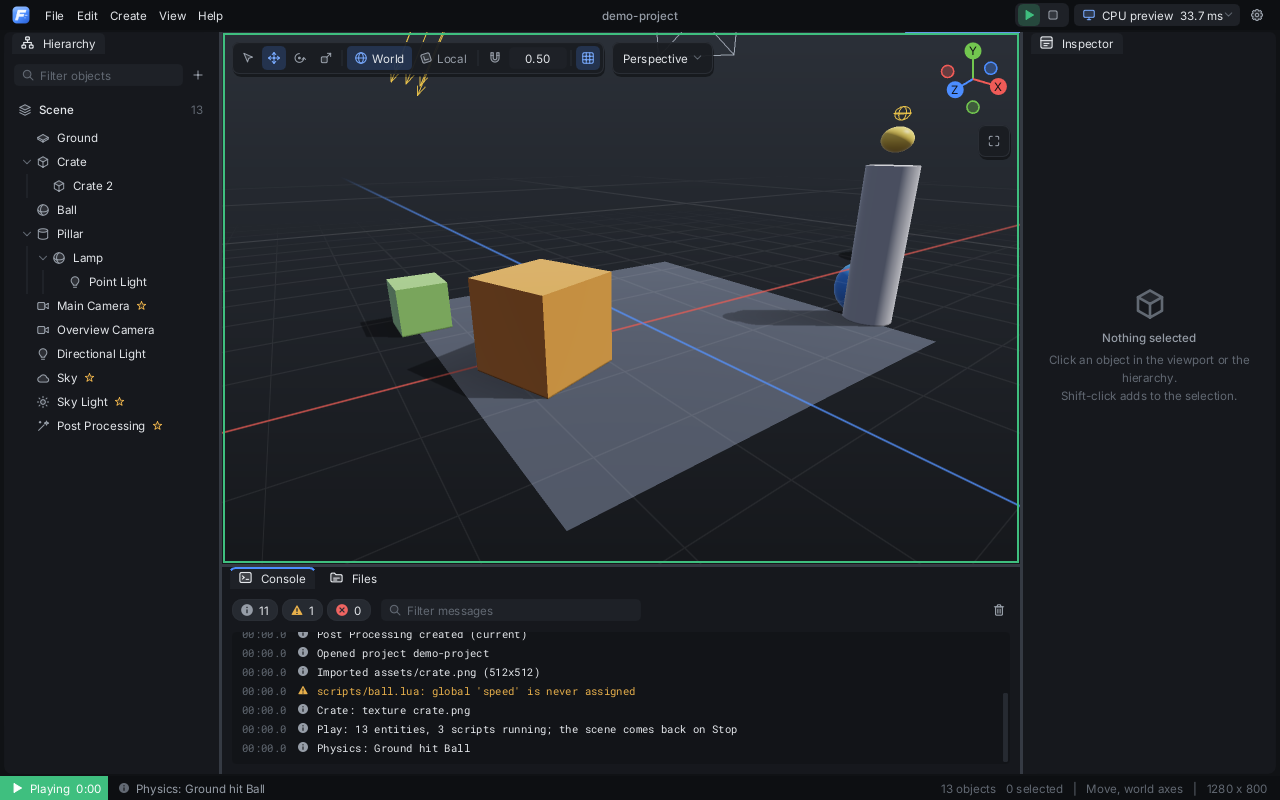 File Edit Create View Help
demo-project
CPU preview 33.7 ms
Hierarchy
Filter objects
Scene 13
Ground
Crate
Crate 2
Ball
Pillar
Lamp
Point Light
Main Camera
Overview Camera
Directional Light
Sky
Sky Light
Post Processing
World Local 0.50 Perspective
Y
X
Z
Inspector
Nothing selected
Click an object in the viewport or the
hierarchy.
Shift-click adds to the selection.
Console Files
11 1 0 Filter messages
00:00.0 Post Processing created (current)
00:00.0 Opened project demo-project
00:00.0 Imported assets/crate.png (512x512)
00:00.0 scripts/ball.lua: global 'speed' is never assigned
00:00.0 Crate: texture crate.png
00:00.0 Play: 13 entities, 3 scripts running; the scene comes back on Stop
00:00.0 Physics: Ground hit Ball
Playing 0:00 Physics: Ground hit Ball 13 objects 0 selected | Move, world axes | 1280 x 800